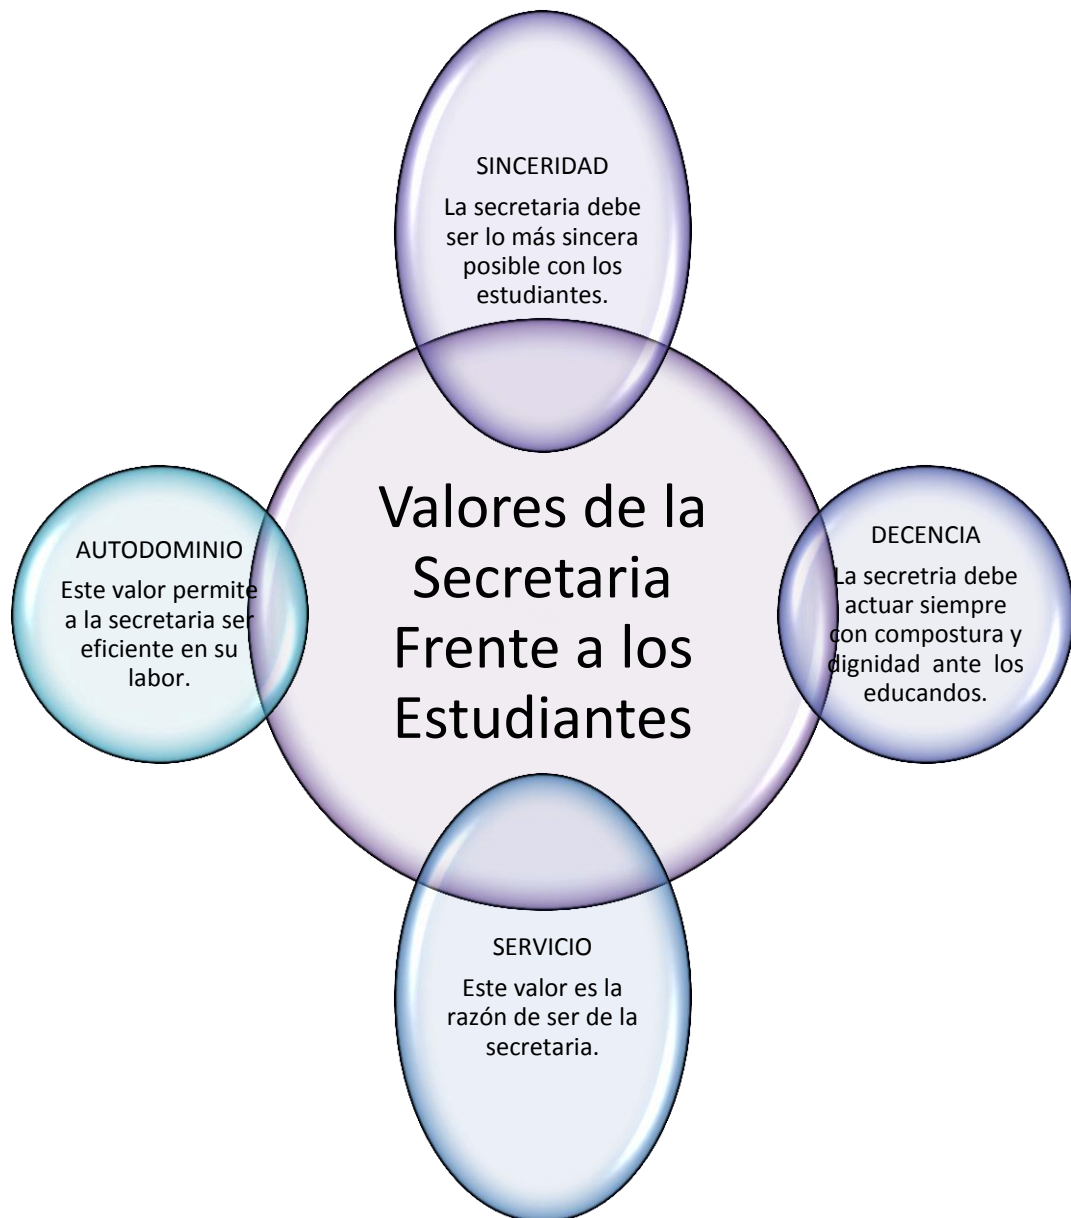 SINCERIDAD
La secretaria debe
ser lo más sincera
posible con los
estudiantes.
Valores de la
Secretaria
Frente a los
Estudiantes
AUTODOMINIO
Este valor permite
a la secretaria ser
eficiente en su
labor.
DECENCIA
La secretria debe
actuar siempre
con compostura y
dignidad ante los
educandos.
SERVICIO
Este valor es la
razón de ser de la
secretaria.